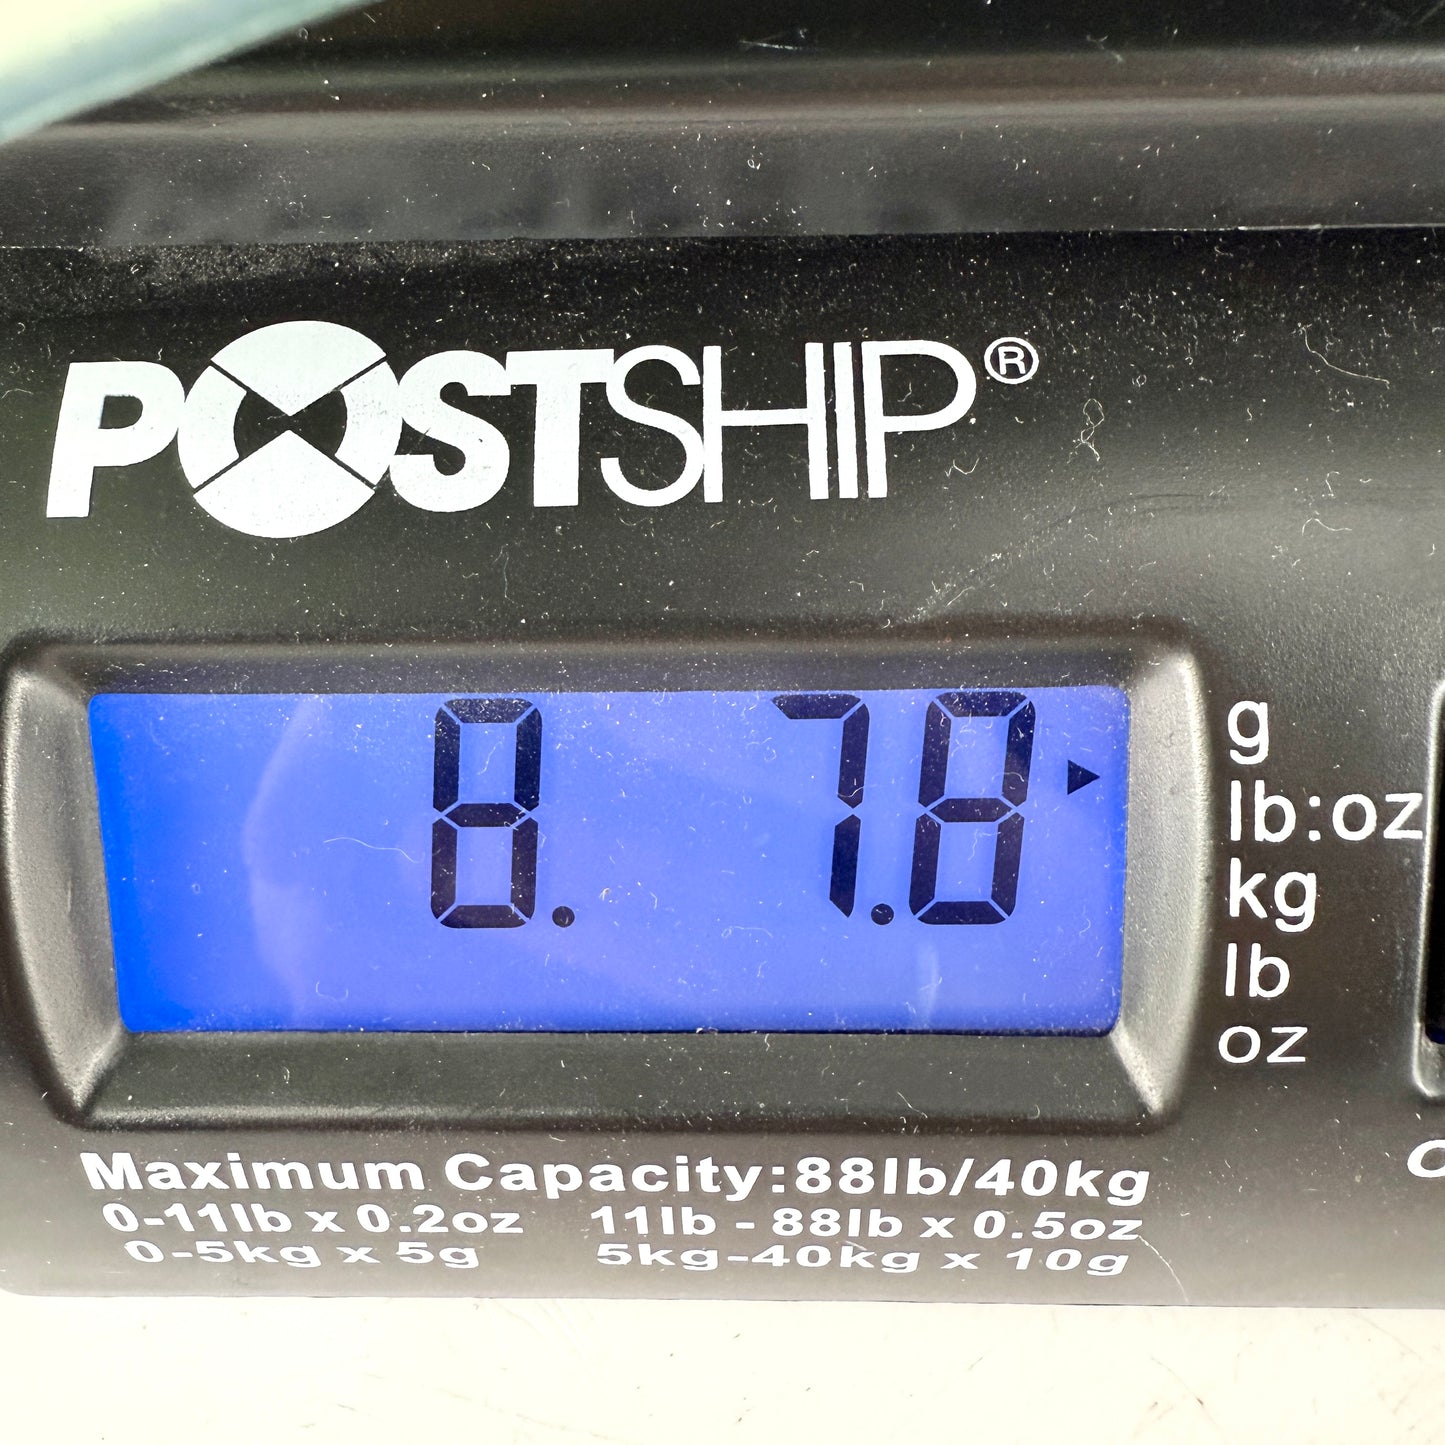 POSTSHIP®
8. 7.8
g
lb:oz
kg
lb
oz
Maximum Capacity:88lb/40kg
0-11lb x 0.2oz 11lb - 88lb x 0.5oz
0-5kg x 5g 5kg-40kg x 10g